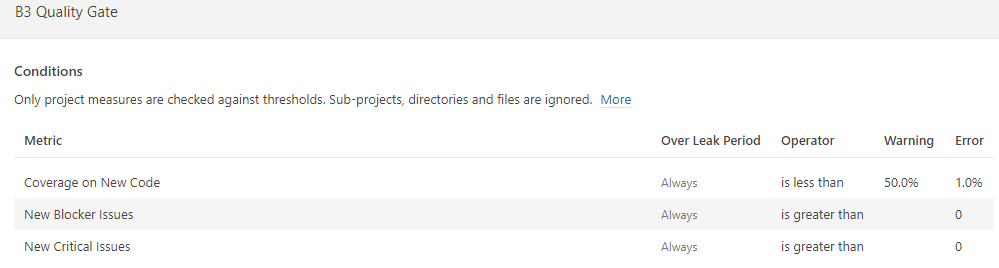 B3 Quality Gate
Conditions
Only project measures are checked against thresholds. Sub-projects, directories and files are ignored. More
Metric Over Leak Period Operator Warning Error
Coverage on New Code Always is less than 50.0% 1.0%
New Blocker Issues Always is greater than 0
New Critical Issues Always is greater than 0